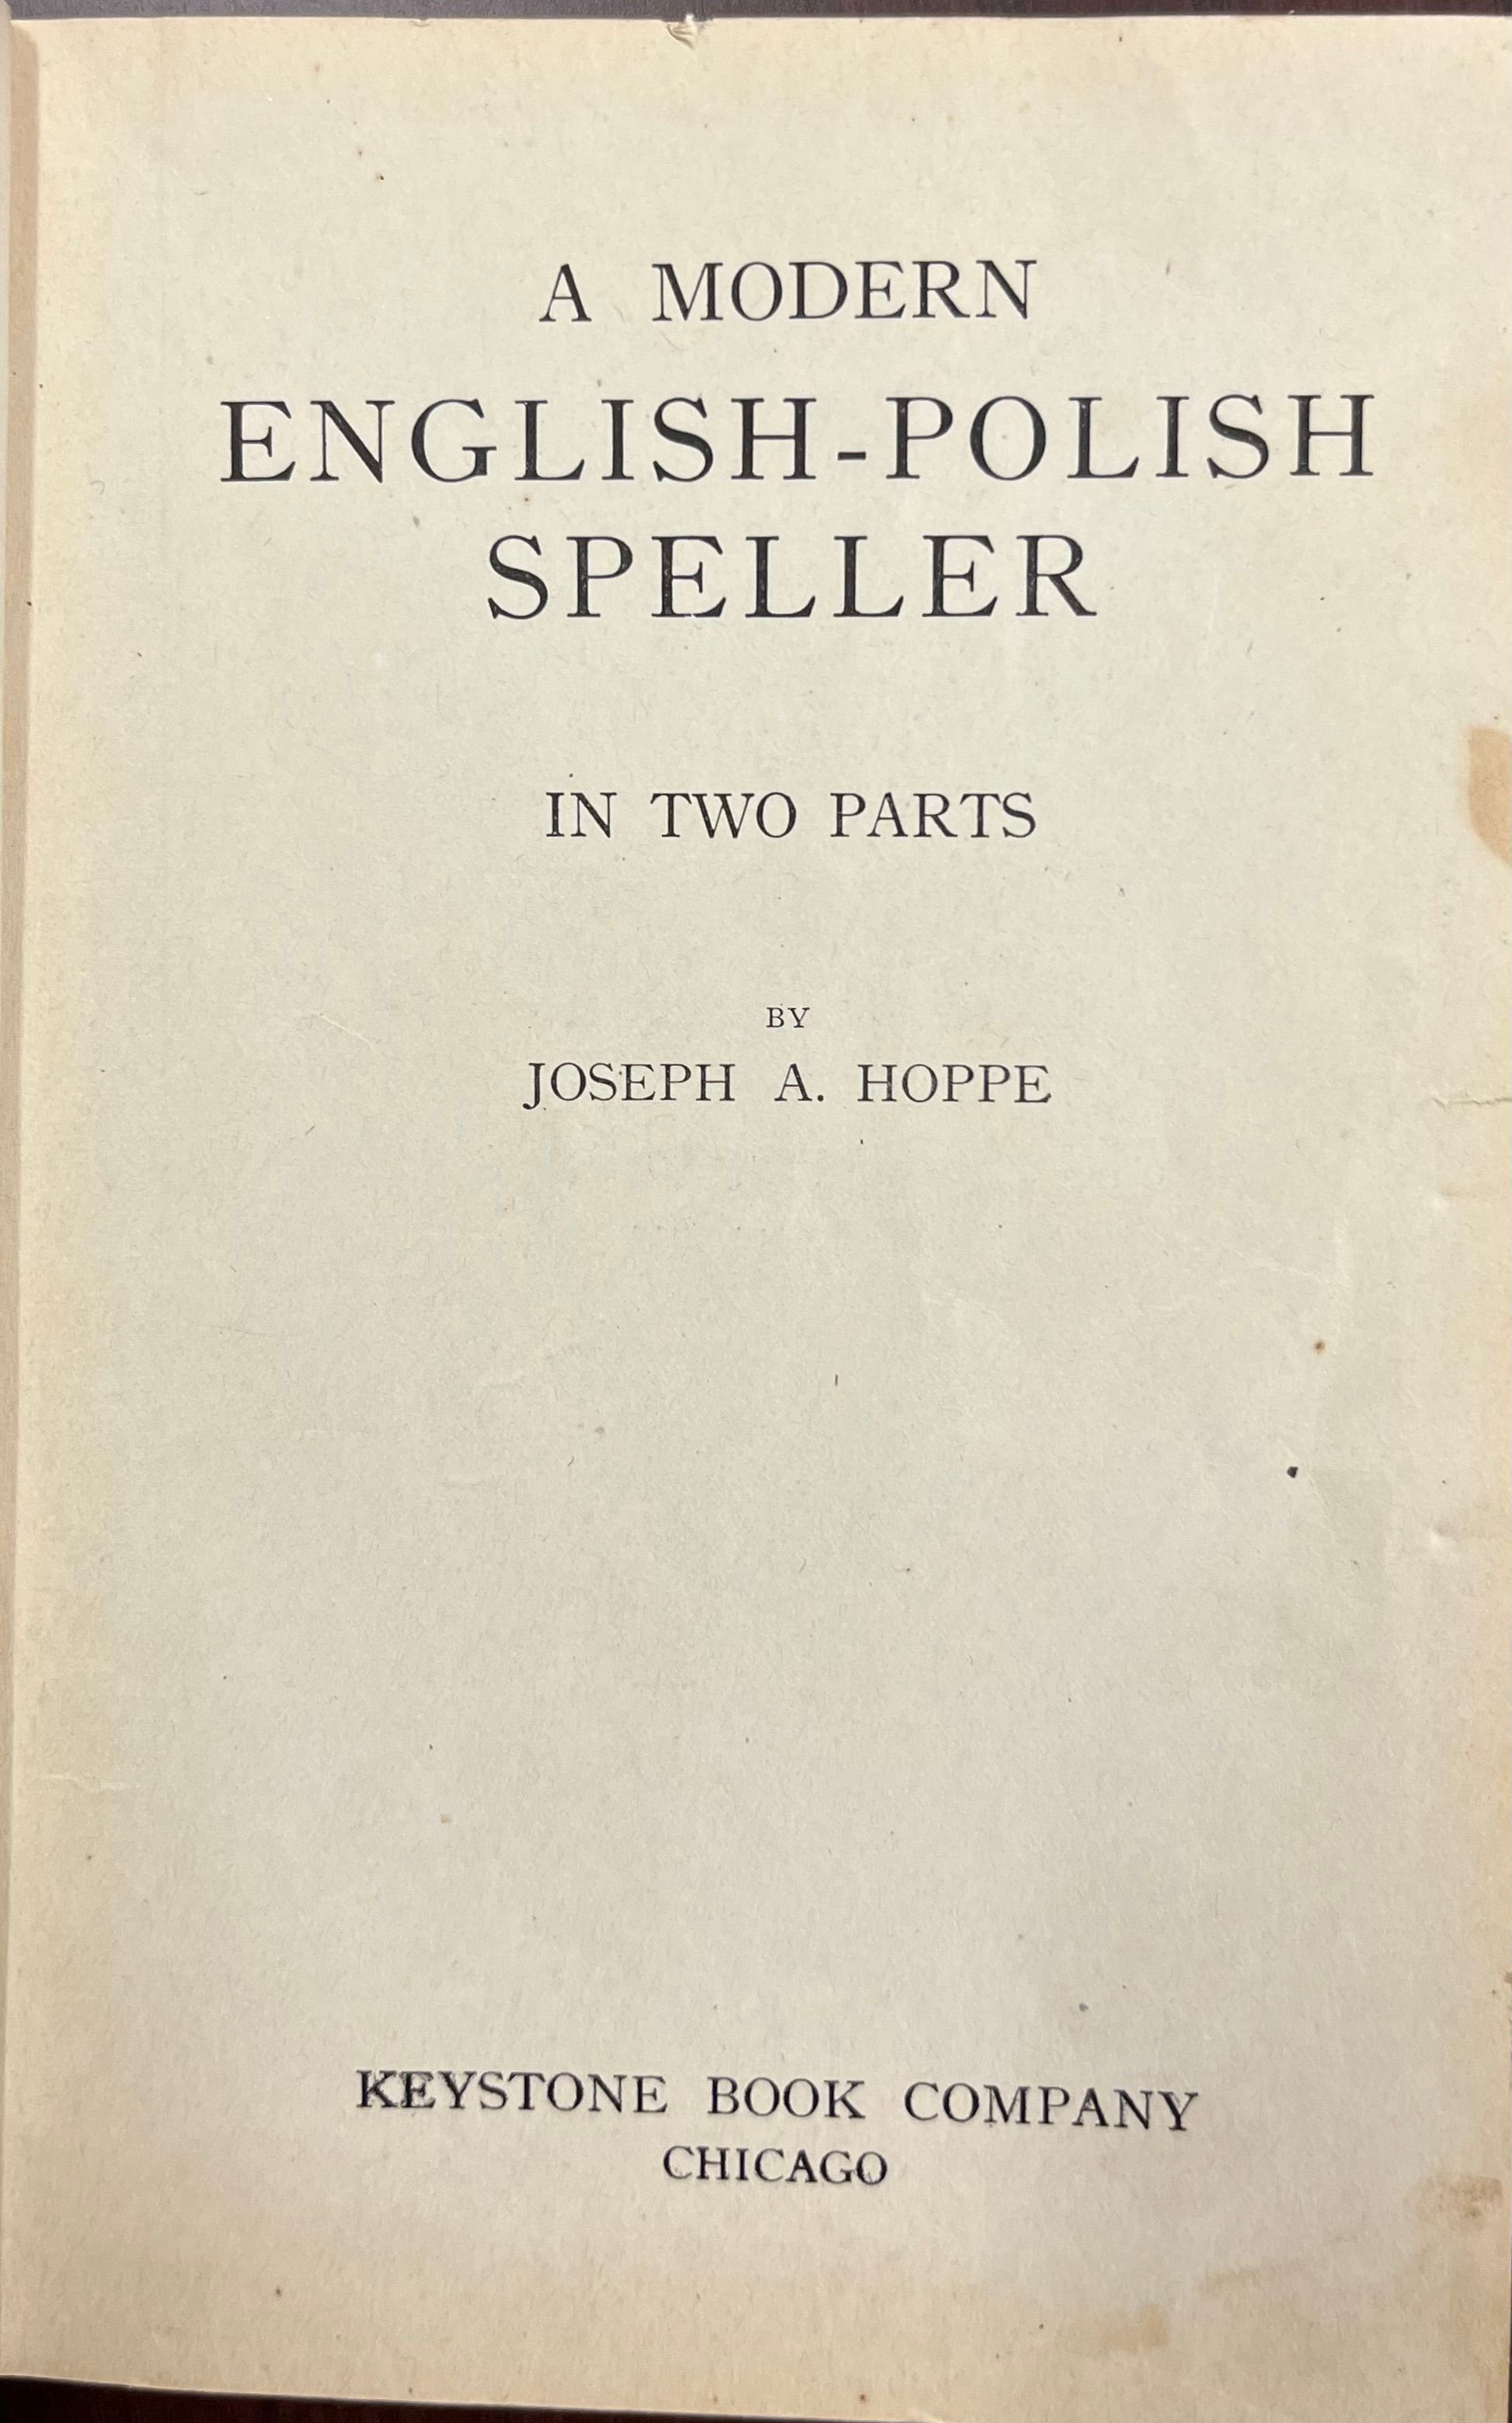 A MODERN
ENGLISH-POLISH
SPELLER
IN TWO PARTS
BY
JOSEPH A. HOPPE
KEYSTONE BOOK COMPANY
CHICAGO